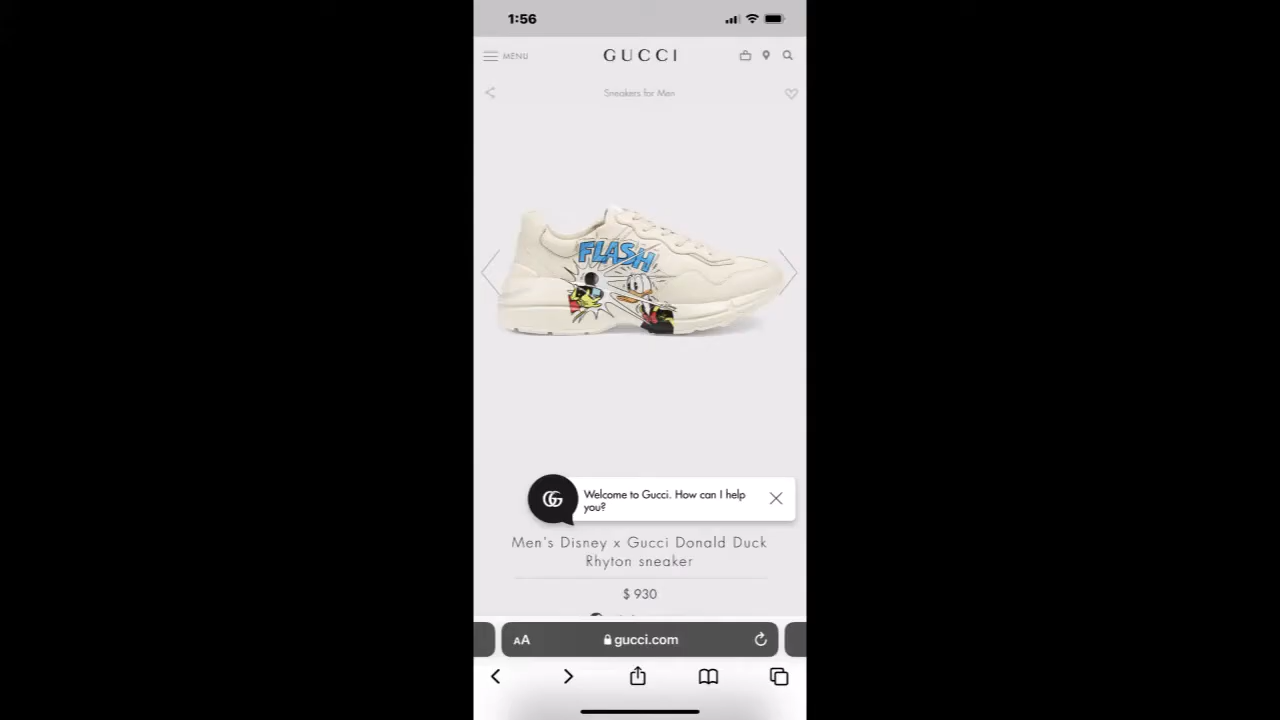 1:56
MENU
GUCCI
Sneakers for Men
FLASH
Welcome to Gucci. How can I help
you?
Men's Disney x Gucci Donald Duck
Rhyton sneaker
$ 930
AA
gucci.com